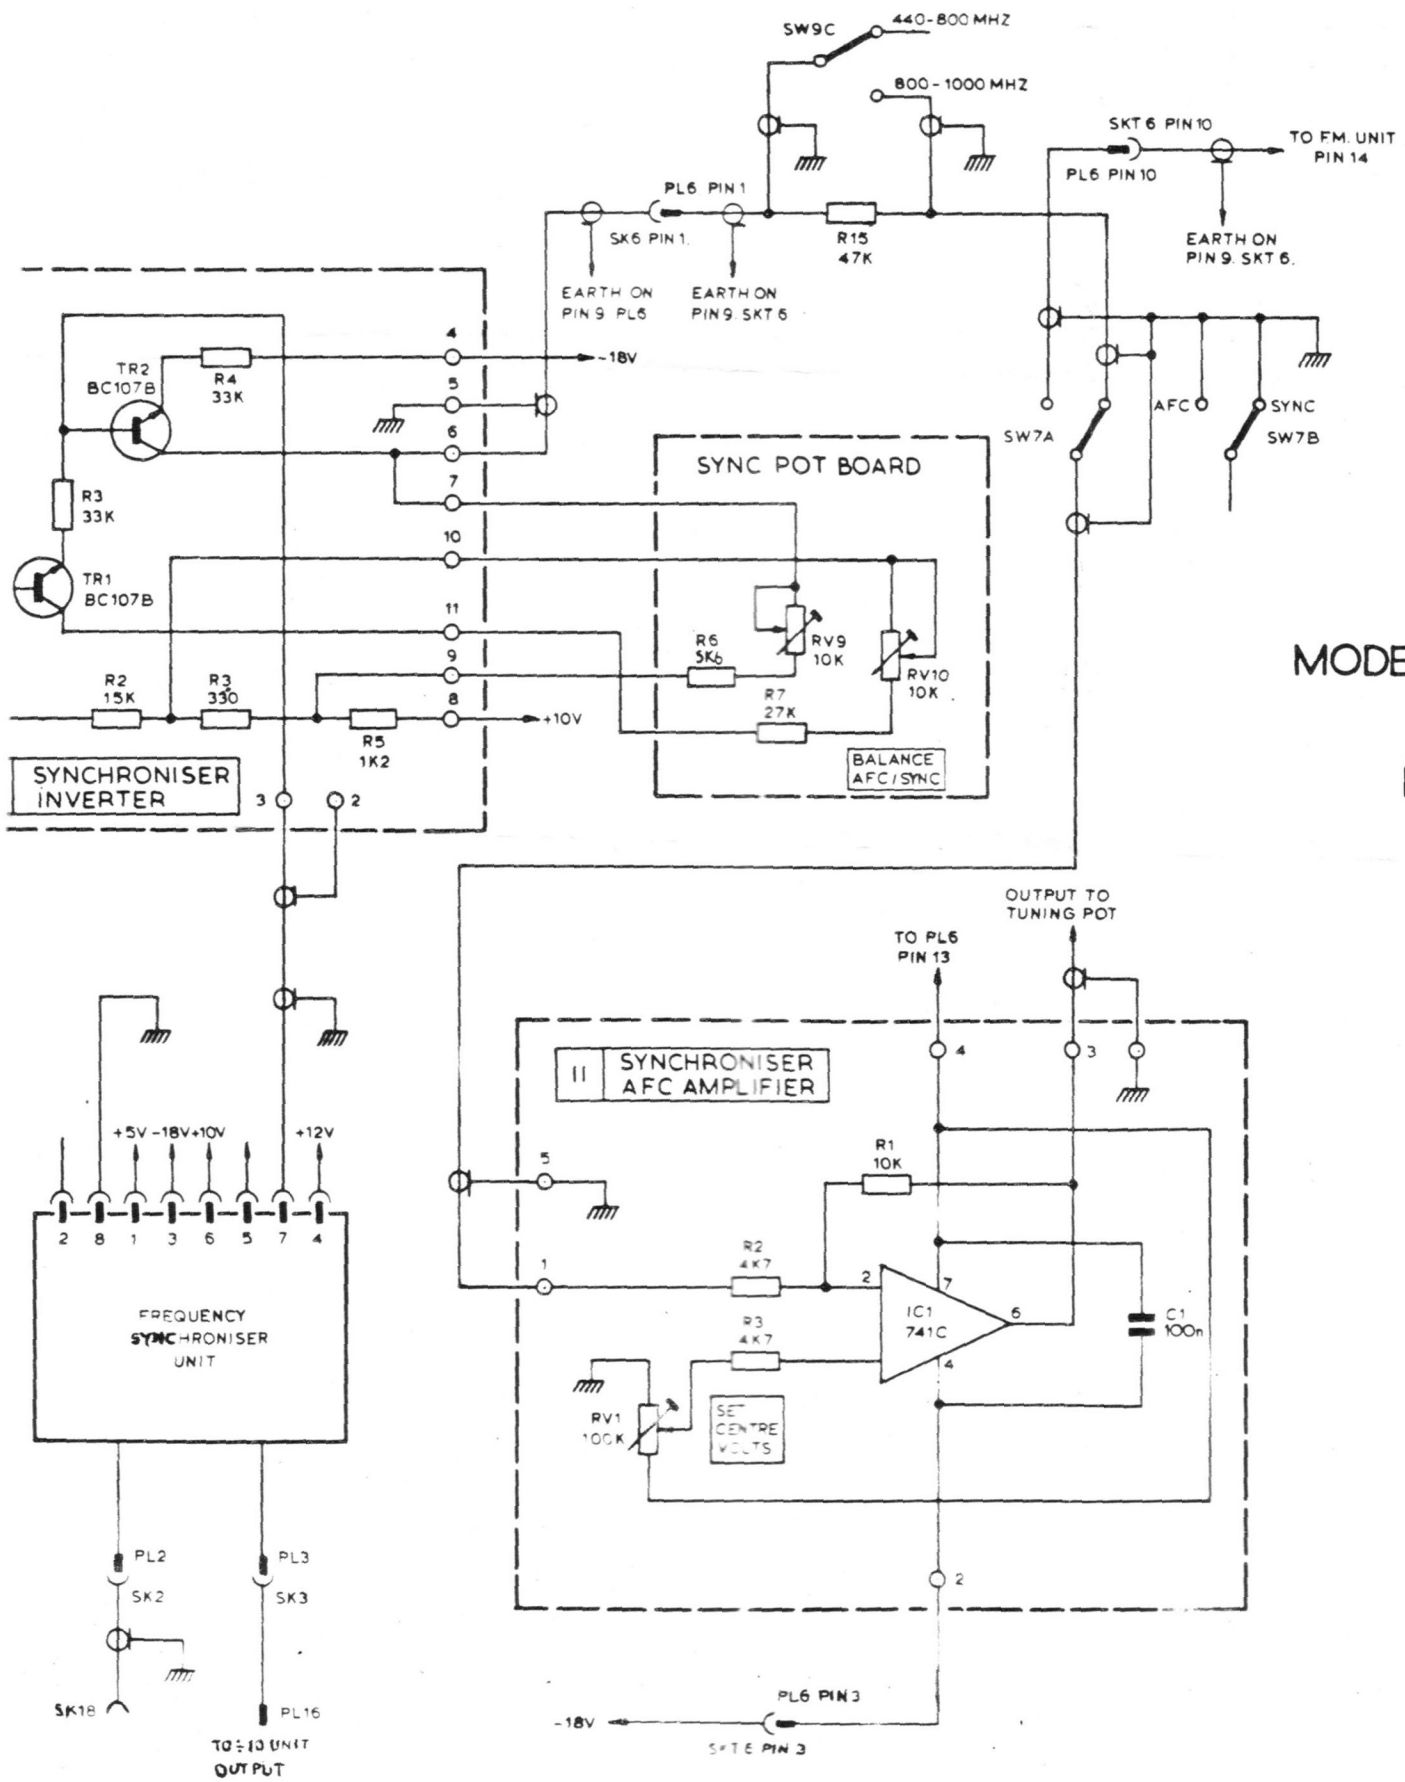 SW9C
440-800 MHZ
800-1000 MHZ
SKT 6 PIN 10
TO F.M. UNIT
PIN 14
PL6 PIN 10
EARTH ON
PIN 9. SKT 6.
PL6 PIN 1
SK6 PIN 1.
R15
47K
EARTH ON
PIN 9 PL6
EARTH ON
PIN 9. SKT 6
4
-18V
TR2
BC107B
R4
33K
5
6
7
AFC
SYNC
SW7A
SW7B
SYNC POT BOARD
R3
33K
10
TR1
BC107B
11
9
8
R6
5K6
RV9
10K
RV10
10K
R7
27K
R2
15K
R3
330
R5
1K2
+10V
MODE
SYNCHRONISER
INVERTER
3
2
BALANCE
AFC/SYNC
OUTPUT TO
TUNING POT
TO PL6
PIN 13
11
SYNCHRONISER
AFC AMPLIFIER
4
3
+5V
-18V
+10V
+12V
5
R1
10K
2
8
1
3
6
5
7
4
1
R2
4K7
2
7
IC1
741C
6
C1
100n
R3
4K7
4
FREQUENCY
SYNCHRONISER
UNIT
RV1
100K
SET
CENTRE
VOLTS
PL2
SK2
PL3
SK3
2
SK18
PL16
TO ÷10 UNIT
OUTPUT
PL6 PIN 3
-18V
PIN 3